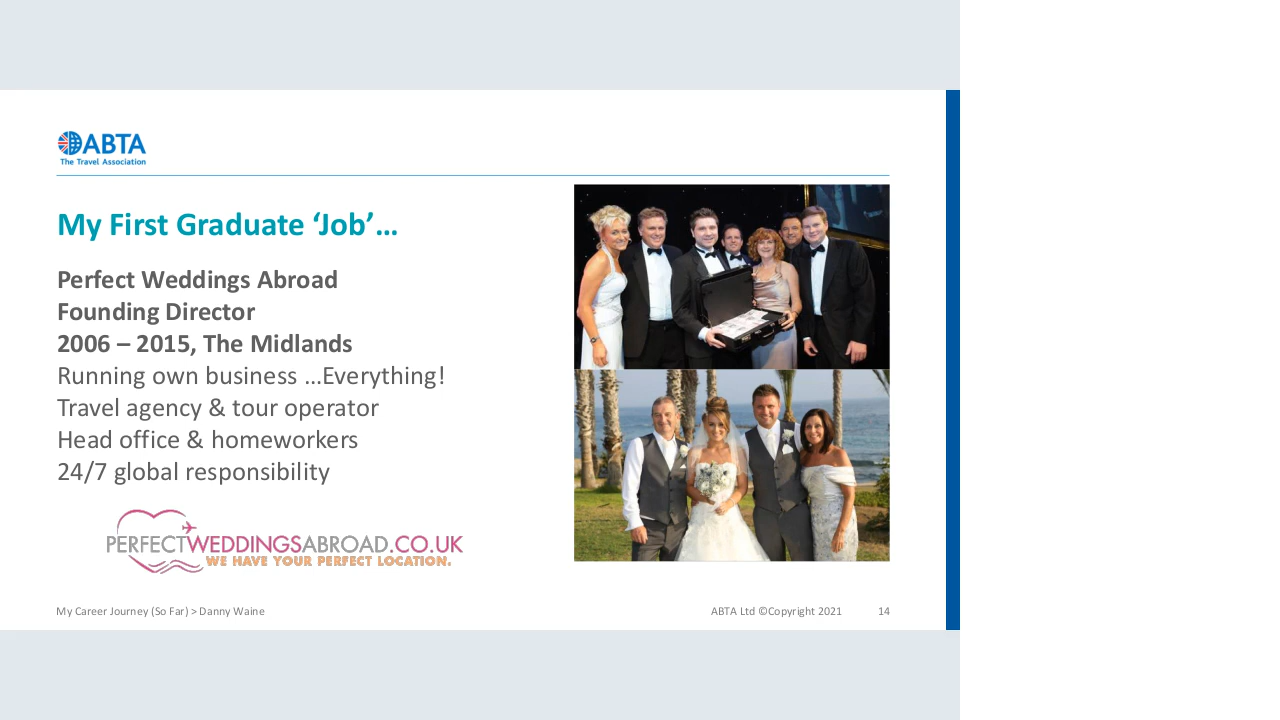 ABTA
The Travel Association
My First Graduate ‘Job’…
Perfect Weddings Abroad
Founding Director
2006 – 2015, The Midlands
Running own business …Everything!
Travel agency & tour operator
Head office & homeworkers
24/7 global responsibility
PERFECTWEDDINGSABROAD.CO.UK
WE HAVE YOUR PERFECT LOCATION.
My Career Journey (So Far) > Danny Waine
ABTA Ltd ©Copyright 2021
14